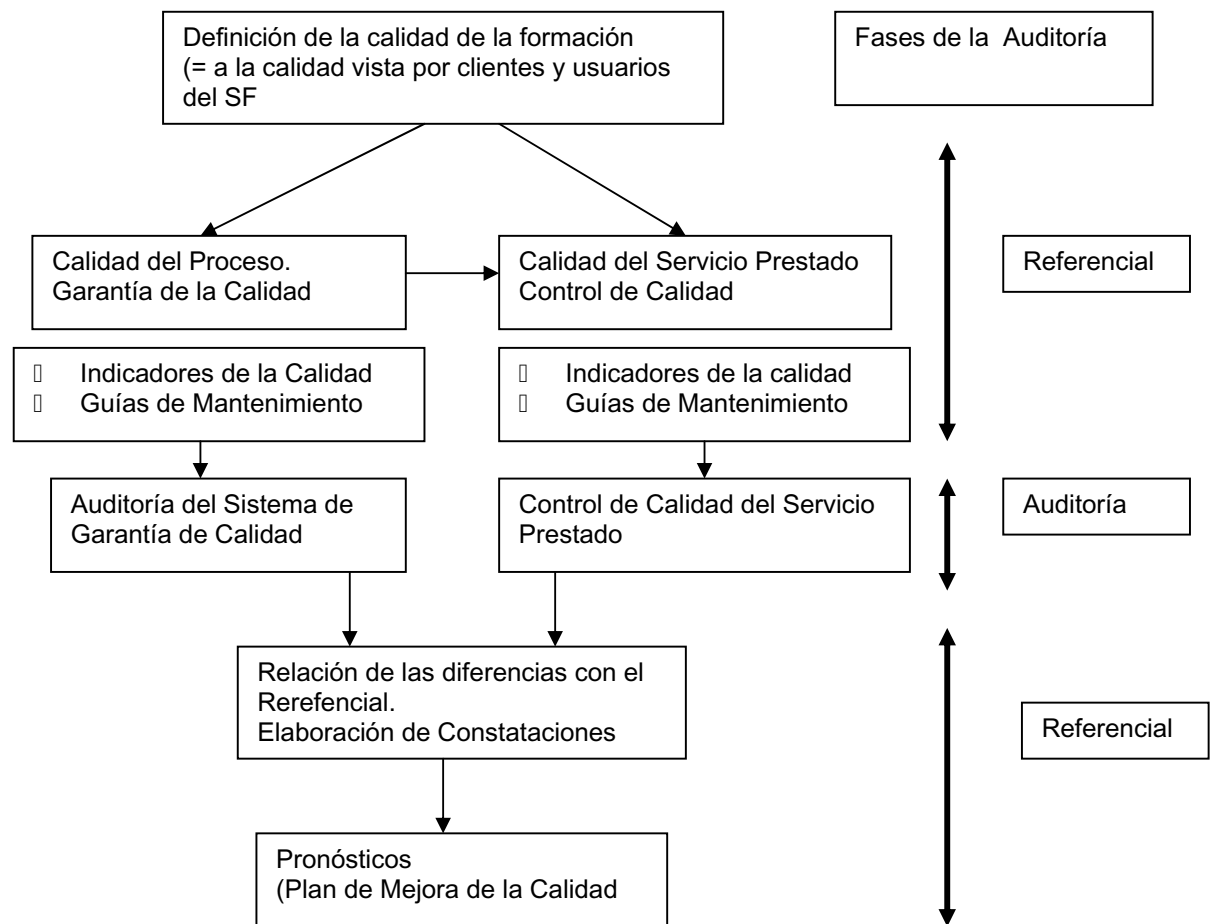 Definición de la calidad de la formación
(= a la calidad vista por clientes y usuarios
del SF
Fases de la Auditoría
Calidad del Proceso.
Garantía de la Calidad
Calidad del Servicio Prestado
Control de Calidad
Referencial
Indicadores de la Calidad
Guías de Mantenimiento
Indicadores de la calidad
Guías de Mantenimiento
Auditoría del Sistema de
Garantía de Calidad
Control de Calidad del Servicio
Prestado
Auditoría
Relación de las diferencias con el
Rerefencial.
Elaboración de Constataciones
Referencial
Pronósticos
(Plan de Mejora de la Calidad